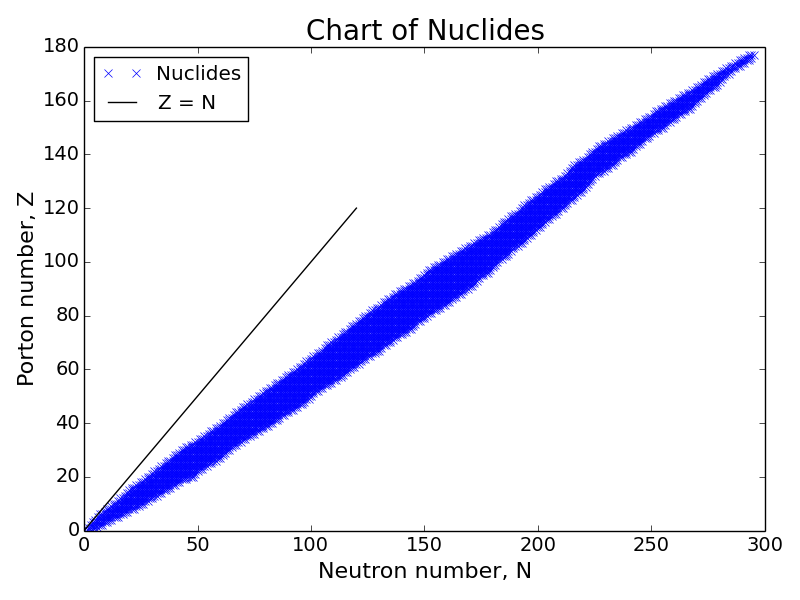 Chart of Nuclides
180
160
140
120
100
80
60
40
20
0
Nuclides
Z = N
Porton number, Z
0 50 100 150 200 250 300
Neutron number, N